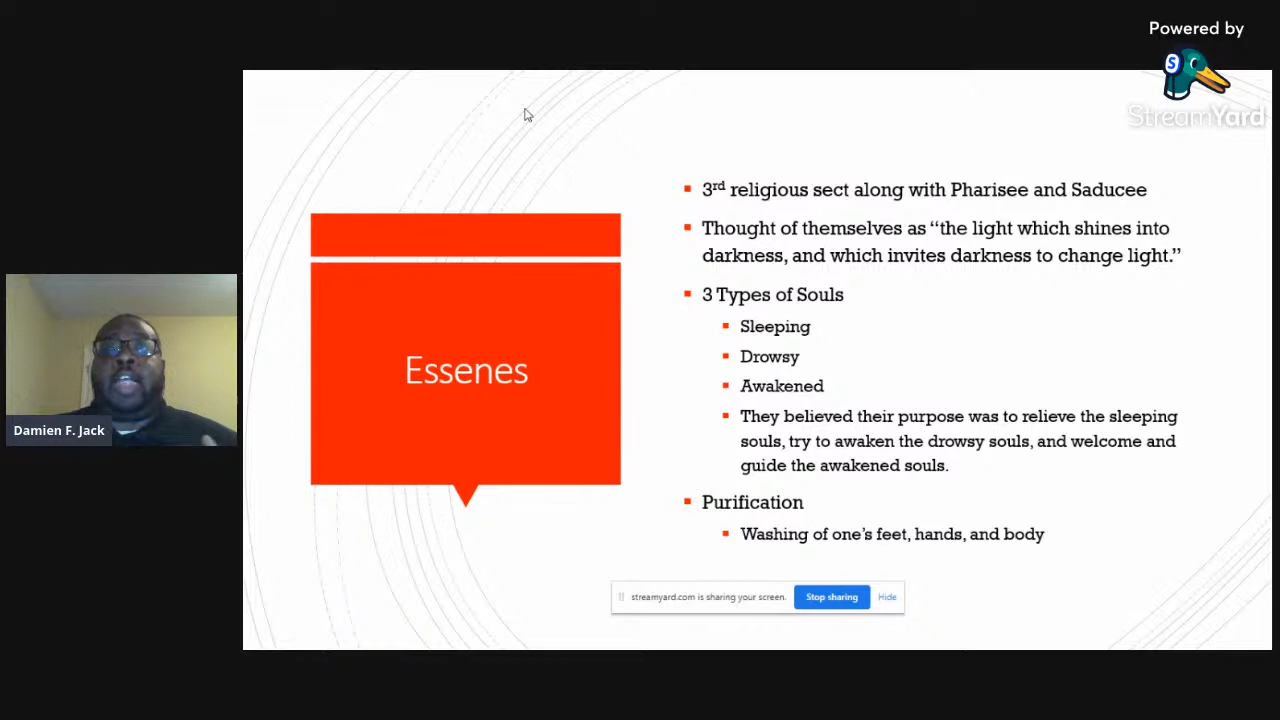 Powered by
S
StreamYard
3rd religious sect along with Pharisee and Saducee
Thought of themselves as “the light which shines into
darkness, and which invites darkness to change light.”
3 Types of Souls
Sleeping
Drowsy
Awakened
They believed their purpose was to relieve the sleeping
souls, try to awaken the drowsy souls, and welcome and
guide the awakened souls.
Purification
Washing of one’s feet, hands, and body
Essenes
Damien F. Jack
streamyard.com is sharing your screen.
Stop sharing
Hide